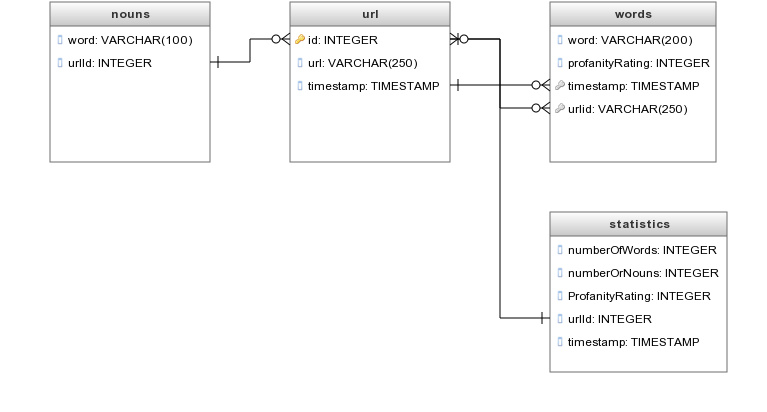 nouns
word: VARCHAR(100)
urlId: INTEGER
url
id: INTEGER
url: VARCHAR(250)
timestamp: TIMESTAMP
words
word: VARCHAR(200)
profanityRating: INTEGER
timestamp: TIMESTAMP
urlid: VARCHAR(250)
statistics
numberOfWords: INTEGER
numberOrNouns: INTEGER
ProfanityRating: INTEGER
urlId: INTEGER
timestamp: TIMESTAMP